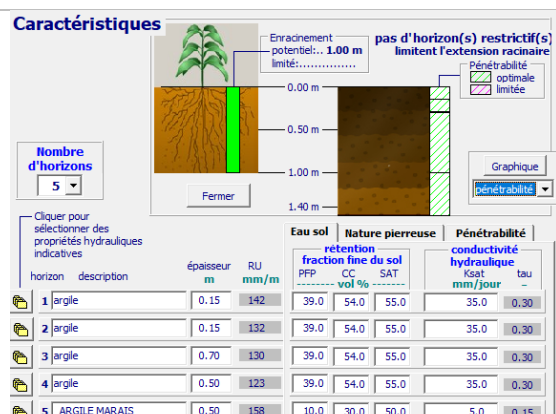 Caractéristiques
Enracinement
potentiel:.. 1.00 m
limité:...............
pas d'horizon(s) restrictif(s)
limitent l'extension racinaire
Pénétrabilité
optimale
limitée
0.00 m
0.50 m
1.00 m
1.40 m
Nombre
d'horizons
5
Fermer
Graphique
pénétrabilité
Cliquer pour
sélectionner des
propriétés hydrauliques
indicatives
Eau sol Nature pierreuse Pénétrabilité
rétention
fraction fine du sol
conductivité
hydraulique
horizon description épaisseur RU PFP CC SAT Ksat tau
m mm/m -------- vol % ------- mm/jour –
1 argile 0.15 142 39.0 54.0 55.0 35.0 0.30
2 argile 0.15 132 39.0 54.0 55.0 35.0 0.30
3 argile 0.70 130 39.0 54.0 55.0 35.0 0.30
4 argile 0.50 123 39.0 54.0 55.0 35.0 0.30
5 ARGILE MARAIS 0.50 158 10.0 30.0 50.0 5.0 0.15